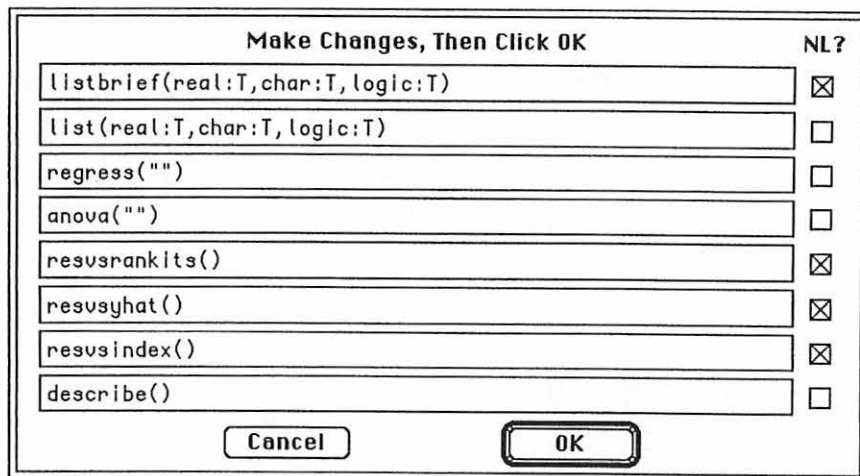 Make Changes, Then Click OK NL?
listbrief(real:T,char:T,logic:T)
list(real:T,char:T,logic:T)
regress("")
anova("")
resvsrankits()
resvsyhat()
resvsindex()
describe()
Cancel OK